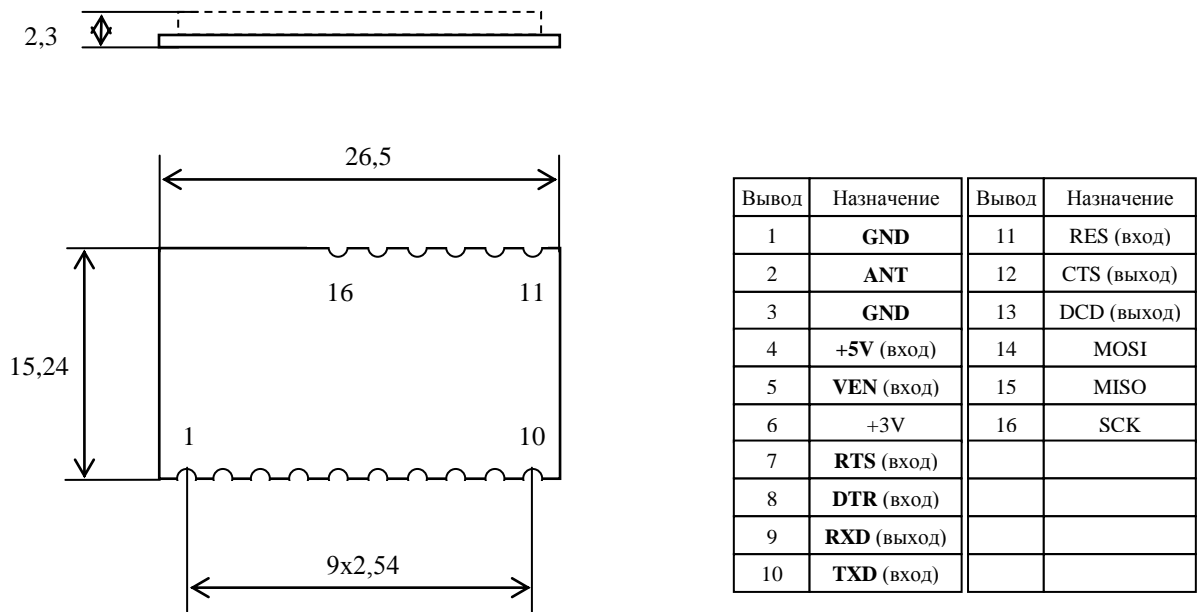 2,3
26,5
16 11
15,24
1 10
9x2,54
Вывод Назначение Вывод Назначение
1 GND 11 RES (вход)
2 ANT 12 CTS (выход)
3 GND 13 DCD (выход)
4 +5V (вход) 14 MOSI
5 VEN (вход) 15 MISO
6 +3V 16 SCK
7 RTS (вход)
8 DTR (вход)
9 RXD (выход)
10 TXD (вход)